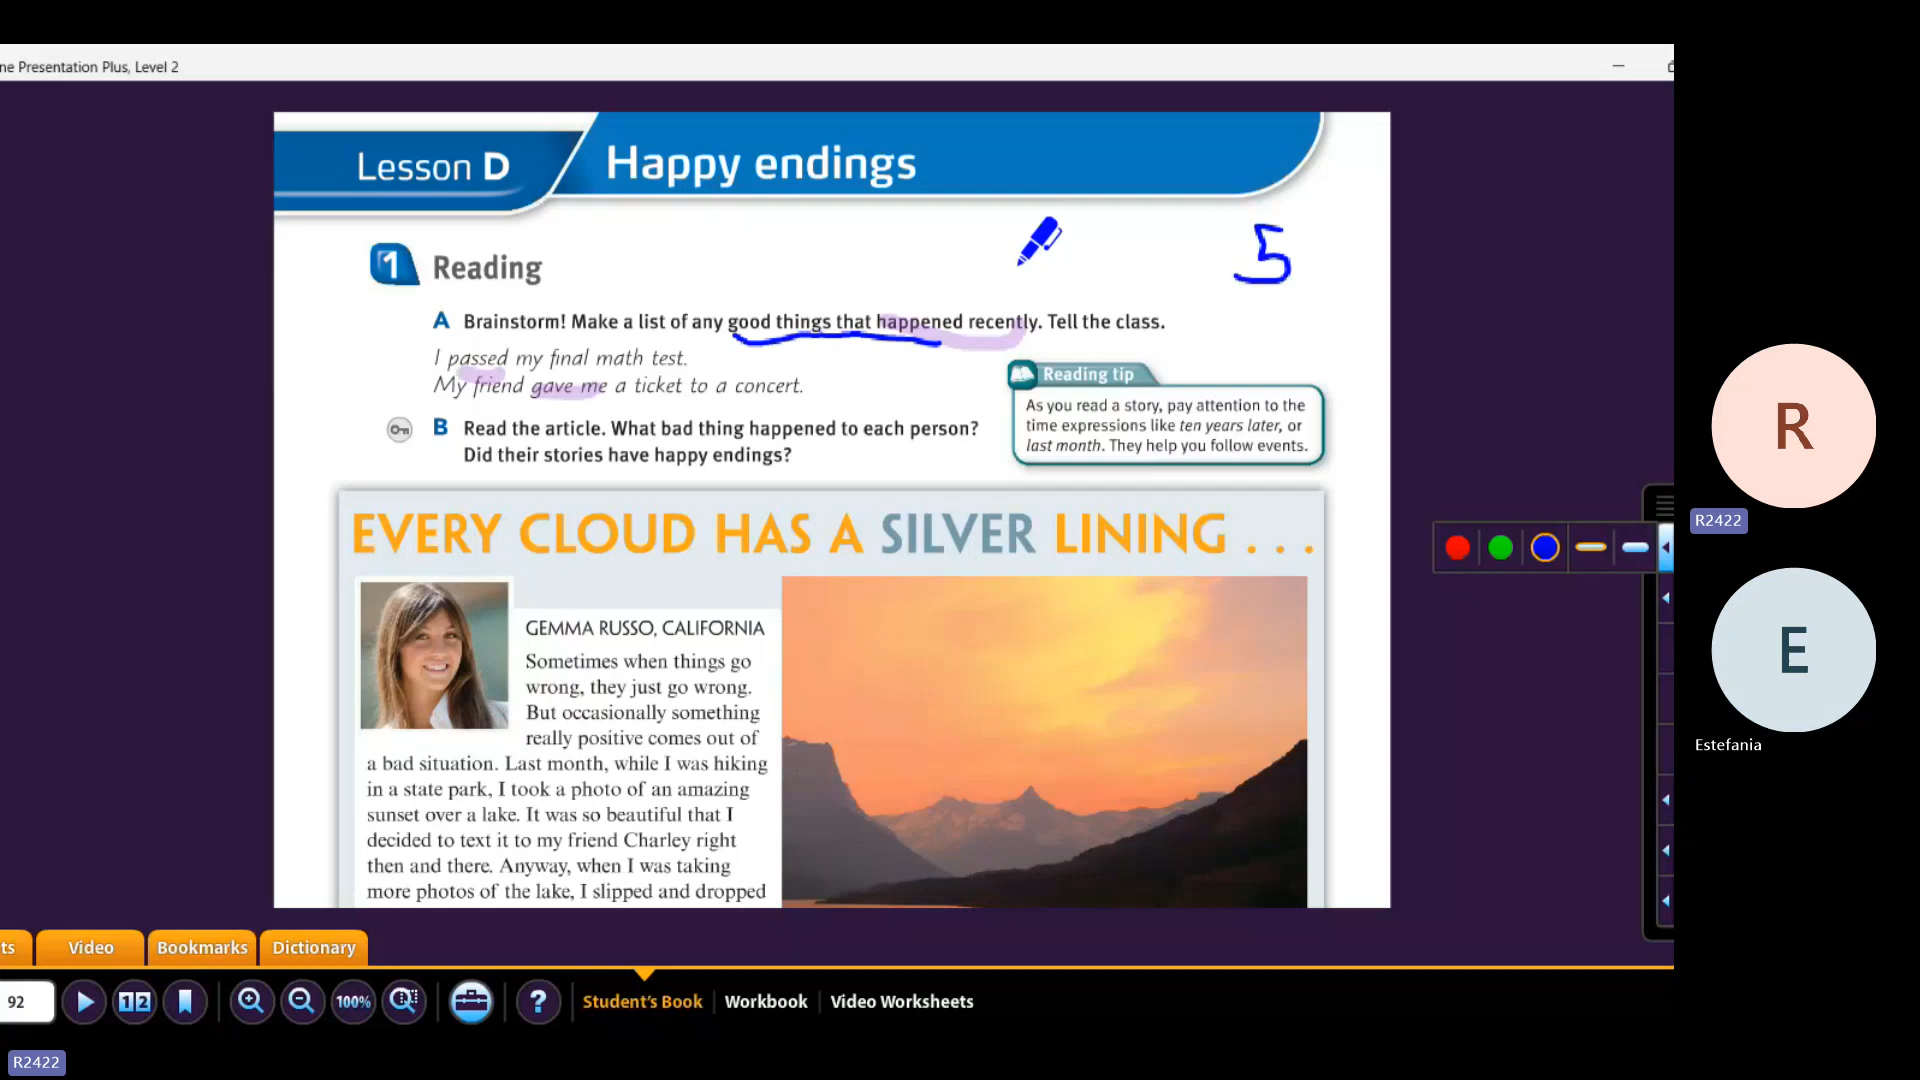 ne Presentation Plus, Level 2
Lesson D Happy endings
5
1 Reading
A Brainstorm! Make a list of any good things that happened recently. Tell the class.
I passed my final math test.
My friend gave me a ticket to a concert.
B Read the article. What bad thing happened to each person?
Did their stories have happy endings?
Reading tip
As you read a story, pay attention to the
time expressions like ten years later, or
last month. They help you follow events.
EVERY CLOUD HAS A SILVER LINING . . .
GEMMA RUSSO, CALIFORNIA
Sometimes when things go
wrong, they just go wrong.
But occasionally something
really positive comes out of
a bad situation. Last month, while I was hiking
in a state park, I took a photo of an amazing
sunset over a lake. It was so beautiful that I
decided to text it to my friend Charley right
then and there. Anyway, when I was taking
more photos of the lake, I slipped and dropped
R
R2422
E
Estefania
ts Video Bookmarks Dictionary
92 12 100% ? Student's Book Workbook Video Worksheets
R2422